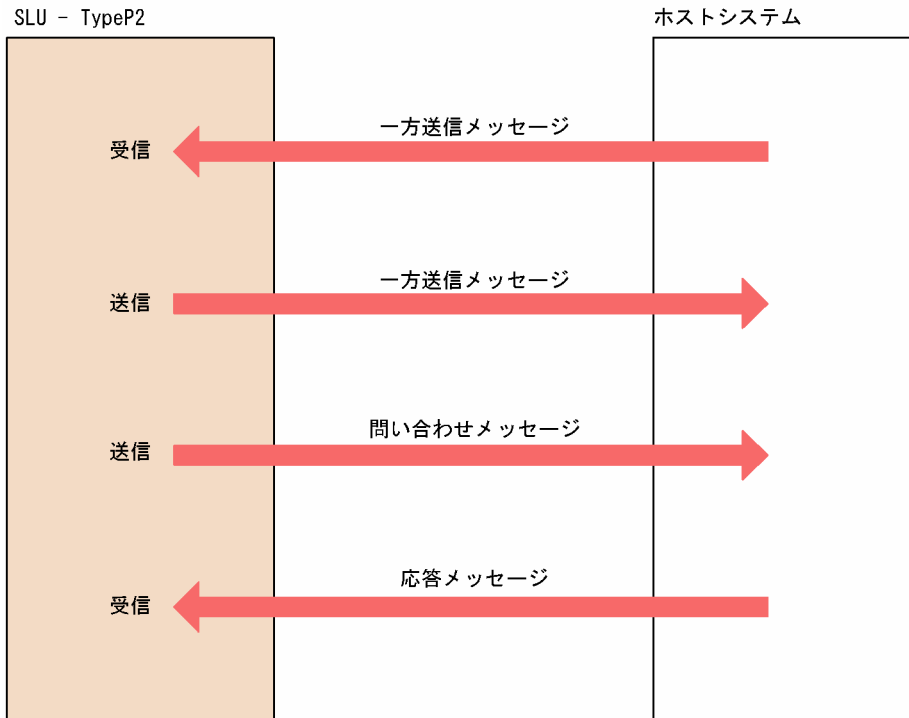 SLU - TypeP2
ホストシステム
一方送信メッセージ
受信
一方送信メッセージ
送信
問い合わせメッセージ
送信
応答メッセージ
受信